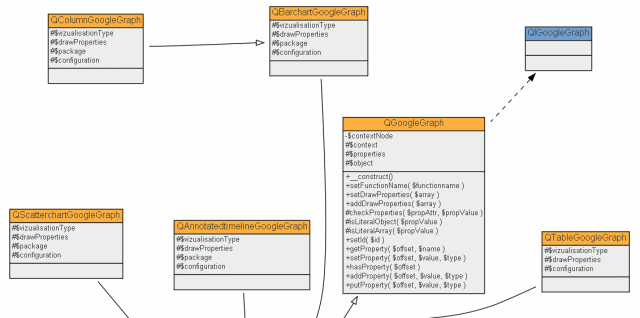 QColumnGoogleGraph
#$vizualisationType
#$drawProperties
#$package
#$configuration
QBarchartGoogleGraph
#$vizualisationType
#$drawProperties
#$package
#$configuration
QIGoogleGraph
QGoogleGraph
-$contextNode
#$context
#$properties
#$object
+__construct()
+setFunctionName( $functionname )
+setDrawProperties( $array )
+addDrawProperties( $array )
#checkProperties( $propAttr, $propValue )
#isLiteralObject( $propValue )
#isLiteralArray( $propValue )
+setId( $id )
+getProperty( $offset, $name )
+setProperty( $offset, $value, $type )
+hasProperty( $offset )
+addProperty( $offset, $value, $type )
+putProperty( $offset, $value, $type )
QScatterchartGoogleGraph
#$vizualisationType
#$drawProperties
#$package
#$configuration
QAnnotatedtimelineGoogleGraph
#$vizualisationType
#$drawProperties
#$package
#$configuration
QTableGoogleGraph
#$vizualisationType
#$drawProperties
#$package
#$configuration